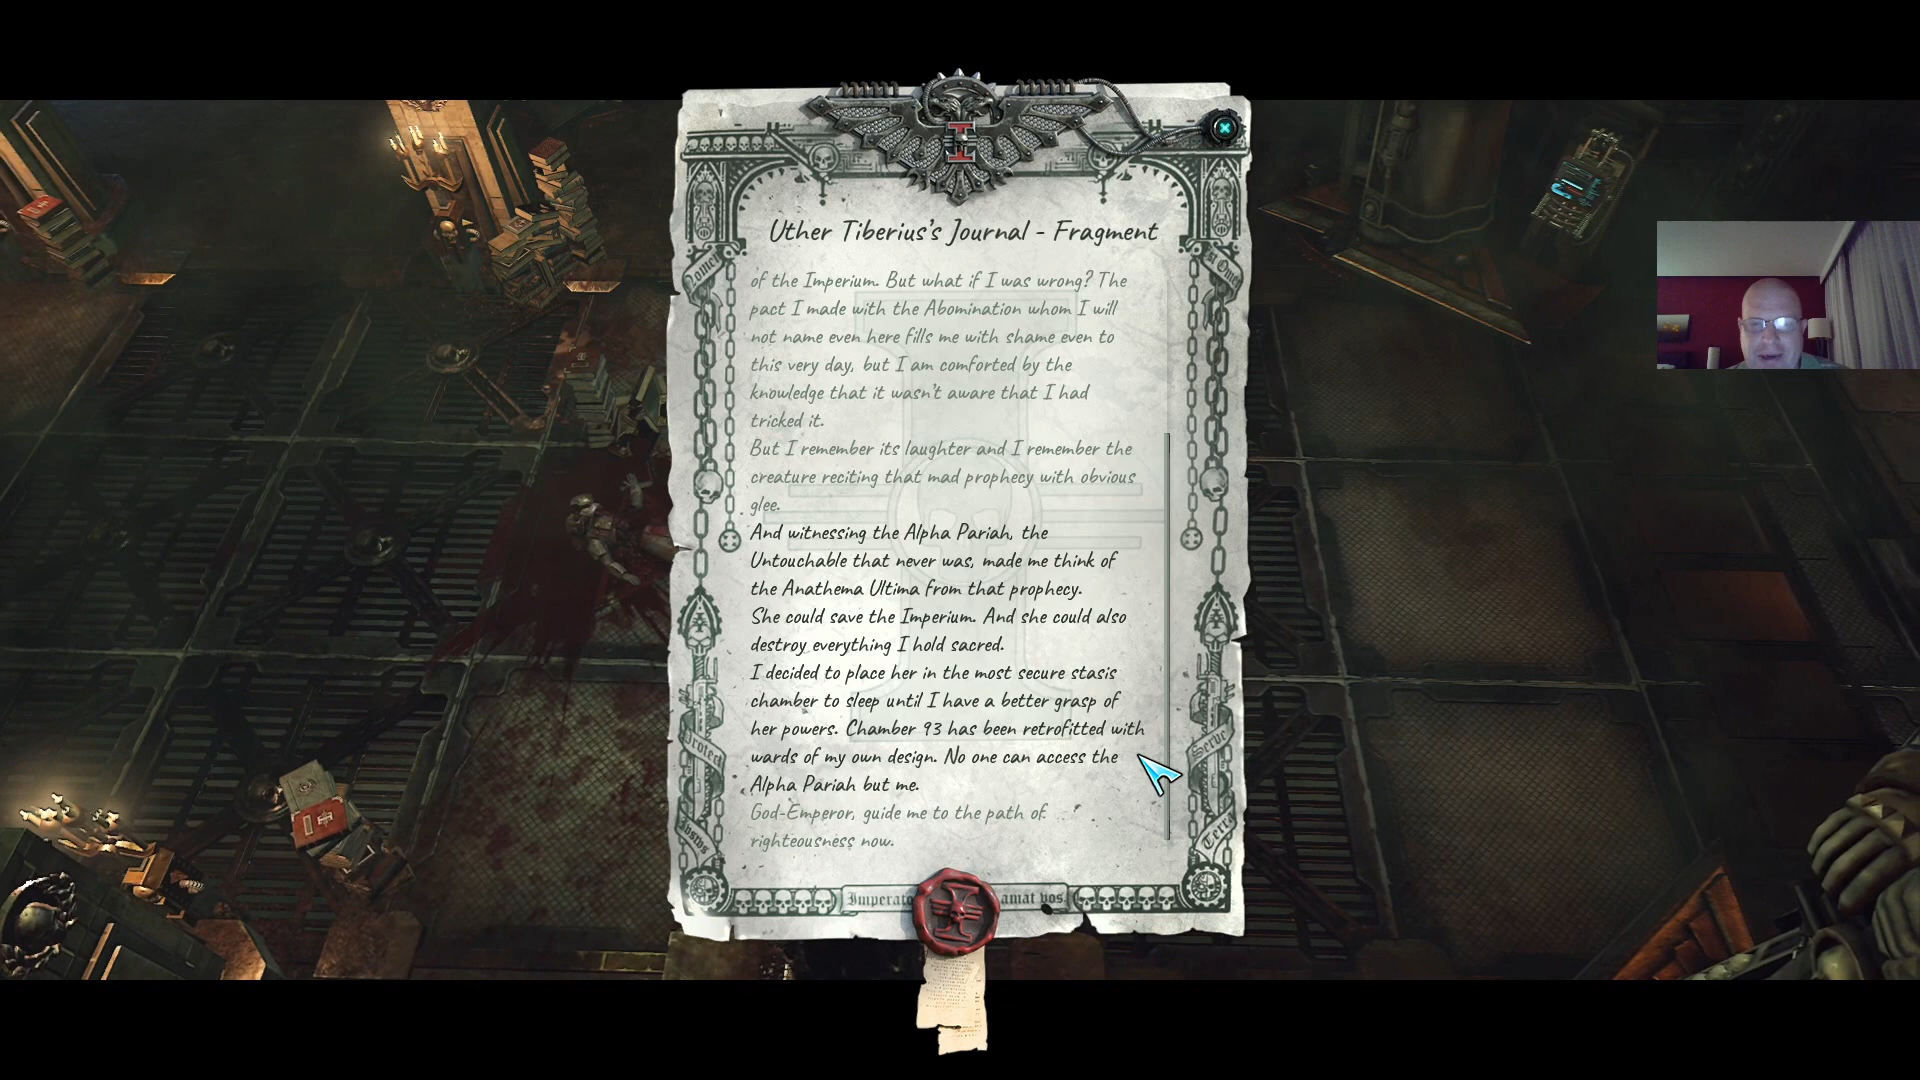 Uther Tiberius's Journal - Fragment
of the Imperium. But what if I was wrong? The
pact I made with the Abomination whom I will
not name even here fills me with shame even to
this very day, but I am comforted by the
knowledge that it wasn't aware that I had
tricked it.
But I remember its laughter and I remember the
creature reciting that mad prophecy with obvious
glee.
And witnessing the Alpha Pariah, the
Untouchable that never was, made me think of
the Anathema Ultima from that prophecy.
She could save the Imperium. And she could also
destroy everything I hold sacred.
I decided to place her in the most secure stasis
chamber to sleep until I have a better grasp of
her powers. Chamber 93 has been retrofitted with
wards of my own design. No one can access the
Alpha Pariah but me.
God-Emperor, guide me to the path of
righteousness now.
Protect
Serve
Terra
Imperato
amat vos